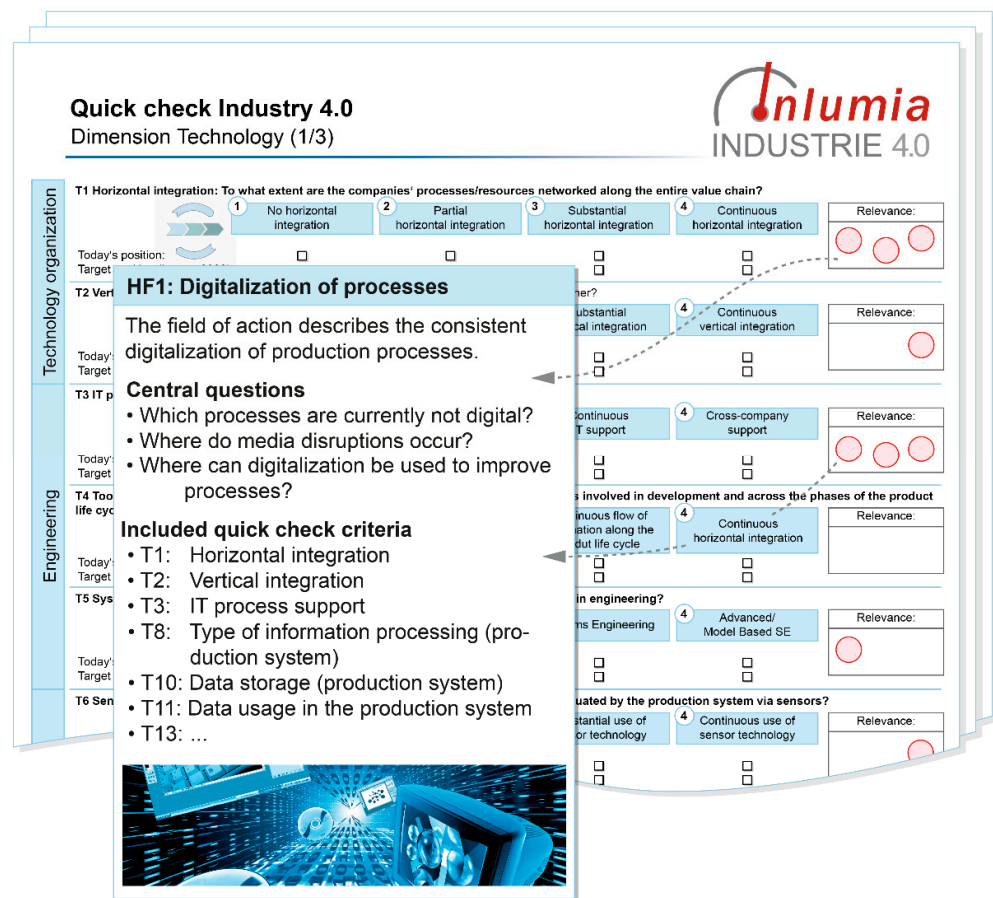 Quick check Industry 4.0
Dimension Technology (1/3)
Inlumia
INDUSTRIE 4.0
Technology organization
T1 Horizontal integration: To what extent are the companies' processes/resources networked along the entire value chain?
1 No horizontal integration
2 Partial horizontal integration
3 Substantial horizontal integration
4 Continuous horizontal integration
Relevance:
Today's position:
Target
T2 Vert
her?
ubstantial
cal integration
4 Continuous vertical integration
Relevance:
Today's
Target
Engineering
T3 IT p
Continuous
T support
4 Cross-company support
Relevance:
Today's
Target
T4 Too
s involved in development and across the phases of the product
life cyc
inuous flow of
ation along the
dut life cycle
4 Continuous horizontal integration
Relevance:
Today's
Target
T5 Sys
in engineering?
ms Engineering
4 Advanced/ Model Based SE
Relevance:
Today's
Target
T6 Sen
uated by the production system via sensors?
stantial use of
or technology
4 Continuous use of sensor technology
Relevance:
HF1: Digitalization of processes
The field of action describes the consistent
digitalization of production processes.
Central questions
• Which processes are currently not digital?
• Where do media disruptions occur?
• Where can digitalization be used to improve
processes?
Included quick check criteria
• T1: Horizontal integration
• T2: Vertical integration
• T3: IT process support
• T8: Type of information processing (pro-
duction system)
• T10: Data storage (production system)
• T11: Data usage in the production system
• T13: ...